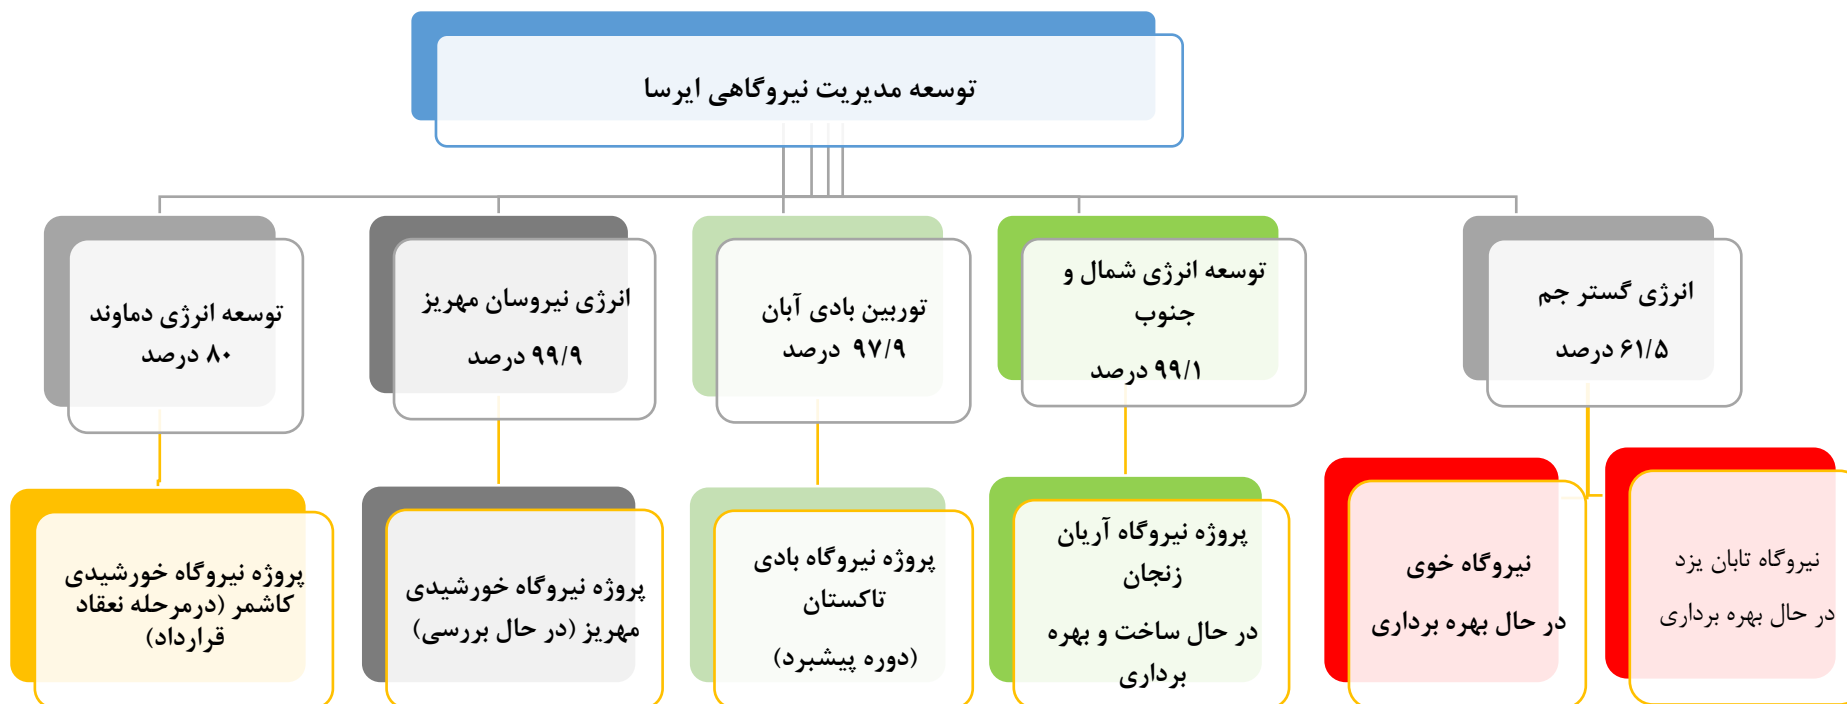 توسعه مدیریت نیروگاهی ایرسا
انرژی گستر جم
۶۱/۵ درصد
توسعه انرژی شمال و
جنوب
۹۹/۱ درصد
توربین بادی آبان
۹۷/۹ درصد
انرژی نیروسان مهریز
۹۹/۹ درصد
توسعه انرژی دماوند
۸۰ درصد
نیروگاه تابان یزد
در حال بهره برداری
نیروگاه خوی
در حال بهره برداری
پروژه نیروگاه آریان
زنجان
در حال ساخت و بهره
برداری
پروژه نیروگاه بادی
تاکستان
(دوره پیشبرد)
پروژه نیروگاه خورشیدی
مهریز (در حال بررسی)
پروژه نیروگاه خورشیدی
کاشمر (درمرحله نعقاد
قرارداد)